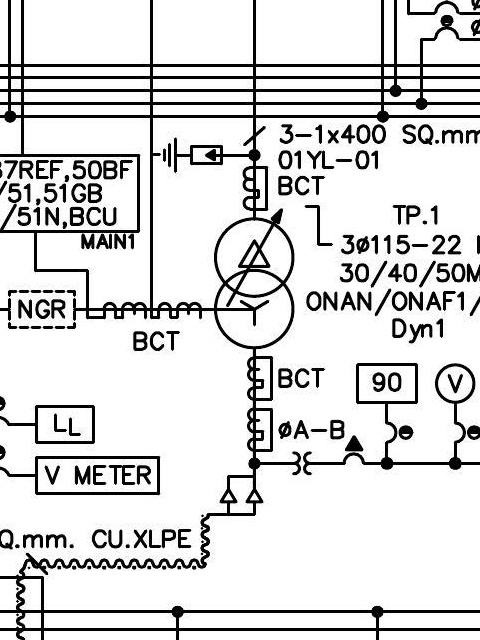 3-1x400 SQ.mm
01YL-01
BCT
87REF,50BF
/51,51GB
/51N,BCU
MAIN1
TP.1
3ø115-22
30/40/50M
ONAN/ONAF1/
Dyn1
NGR
BCT
BCT
90
V
øA-B
LL
V METER
Q.mm. CU.XLPE